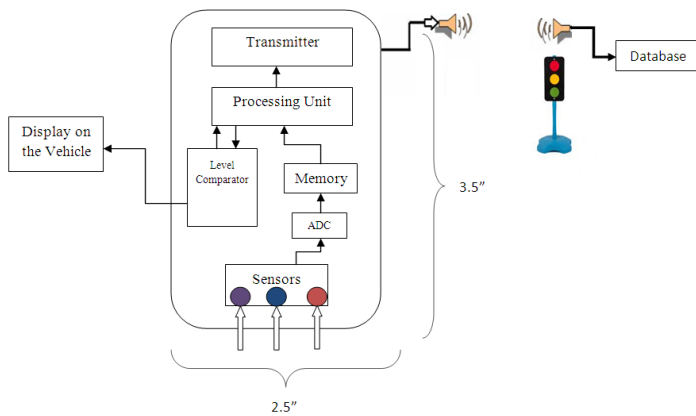 Transmitter
Database
Processing Unit
Display on
the Vehicle
Level
Comparator
Memory
3.5”
ADC
Sensors
2.5”